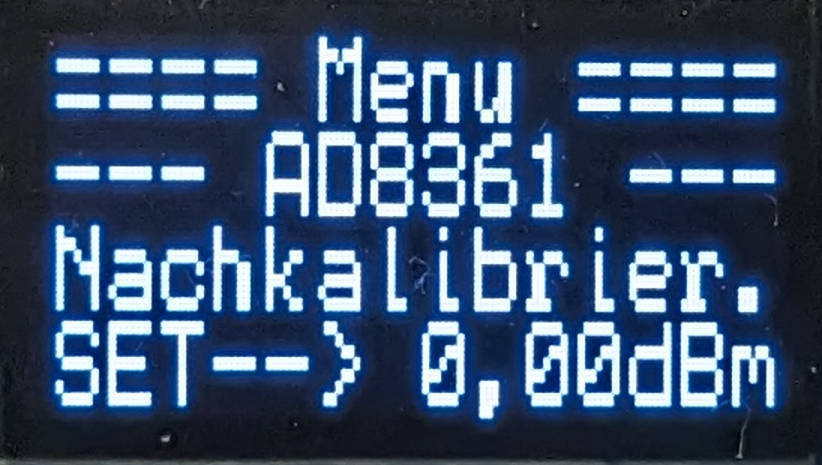 ==== Menu ====
--- AD8361 ---
Nachkalibrier.
SET--> 0,00dBm